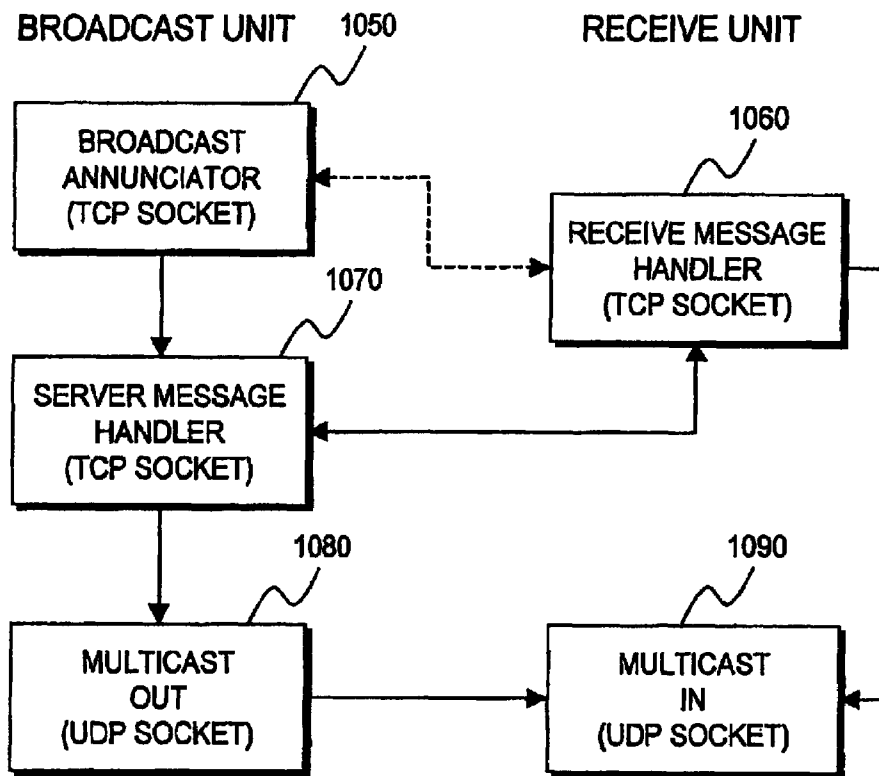 BROADCAST UNIT
RECEIVE UNIT
1050
BROADCAST
ANNUNCIATOR
(TCP SOCKET)
1060
RECEIVE MESSAGE
HANDLER
(TCP SOCKET)
1070
SERVER MESSAGE
HANDLER
(TCP SOCKET)
1080
MULTICAST
OUT
(UDP SOCKET)
1090
MULTICAST
IN
(UDP SOCKET)